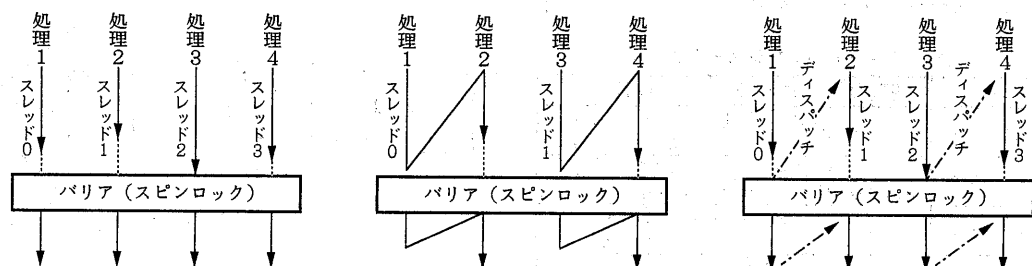 処理1
処理2
処理3
処理4
スレッド0
スレッド1
スレッド2
スレッド3
バリア(スピンロック)
処理1
処理2
処理3
処理4
スレッド0
スレッド1
バリア(スピンロック)
処理1
処理2
処理3
処理4
スレッド0
ディスパッチ
スレッド1
スレッド2
ディスパッチ
スレッド3
バリア(スピンロック)